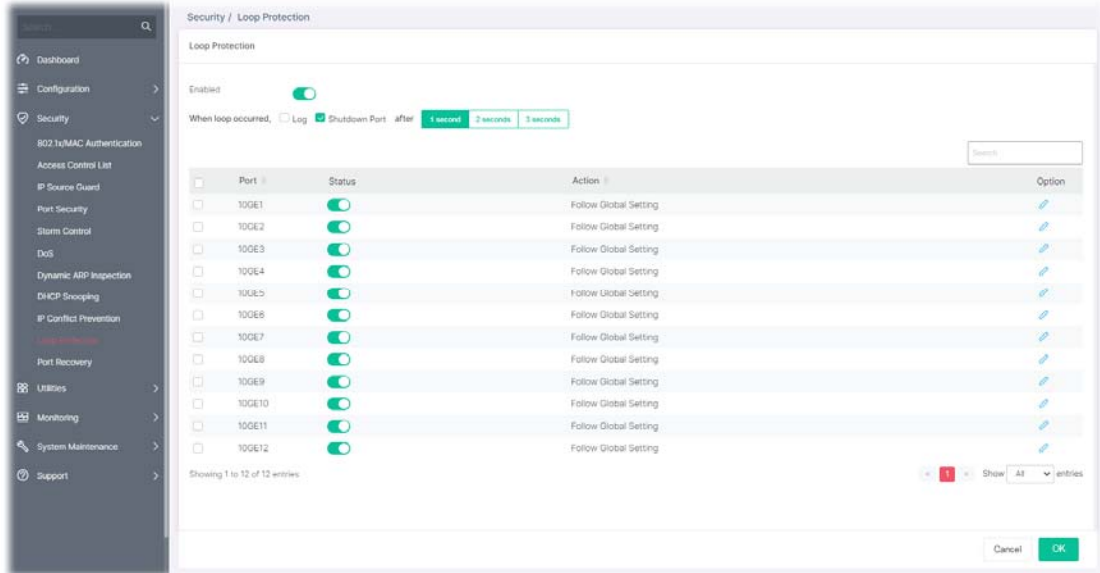 Search
Security / Loop Protection
Loop Protection
Dashboard
Configuration
Security
802.1x/MAC Authentication
Access Control List
IP Source Guard
Port Security
Storm Control
DoS
Dynamic ARP Inspection
DHCP Snooping
IP Conflict Prevention
Loop Protection
Port Recovery
Utilities
Monitoring
System Maintenance
Support
Enabled
When loop occurred, Log Shutdown Port after 1 second 2 seconds 3 seconds
Search
Port Status Action Option
10GE1 Follow Global Setting
10GE2 Follow Global Setting
10GE3 Follow Global Setting
10GE4 Follow Global Setting
10GE5 Follow Global Setting
10GE6 Follow Global Setting
10GE7 Follow Global Setting
10GE8 Follow Global Setting
10GE9 Follow Global Setting
10GE10 Follow Global Setting
10GE11 Follow Global Setting
10GE12 Follow Global Setting
Showing 1 to 12 of 12 entries
« 1 » Show All entries
Cancel OK